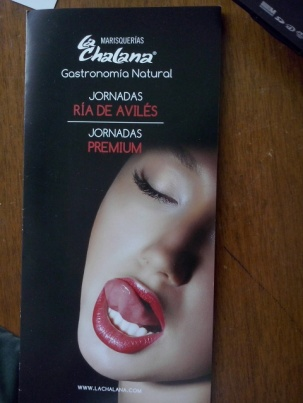 MARISQUERÍAS
La Chalana®
Gastronomía Natural
JORNADAS
RÍA DE AVILÉS
JORNADAS
PREMIUM
WWW.LACHALANA.COM